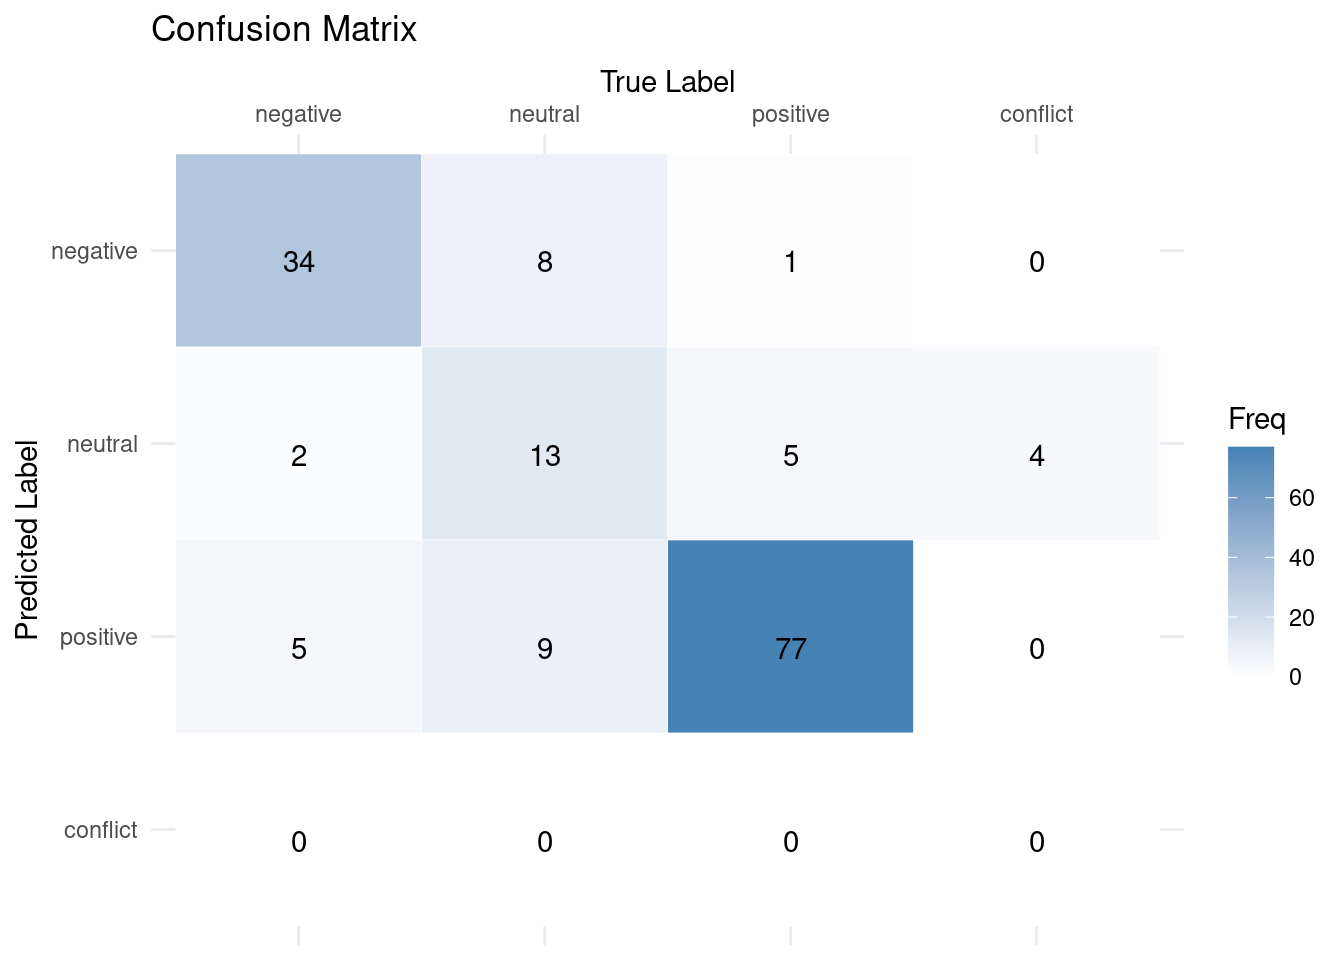 Confusion Matrix
True Label
negative neutral positive conflict
negative 34 8 1 0
neutral 2 13 5 4
positive 5 9 77 0
conflict 0 0 0 0
Predicted Label
Freq
60
40
20
0